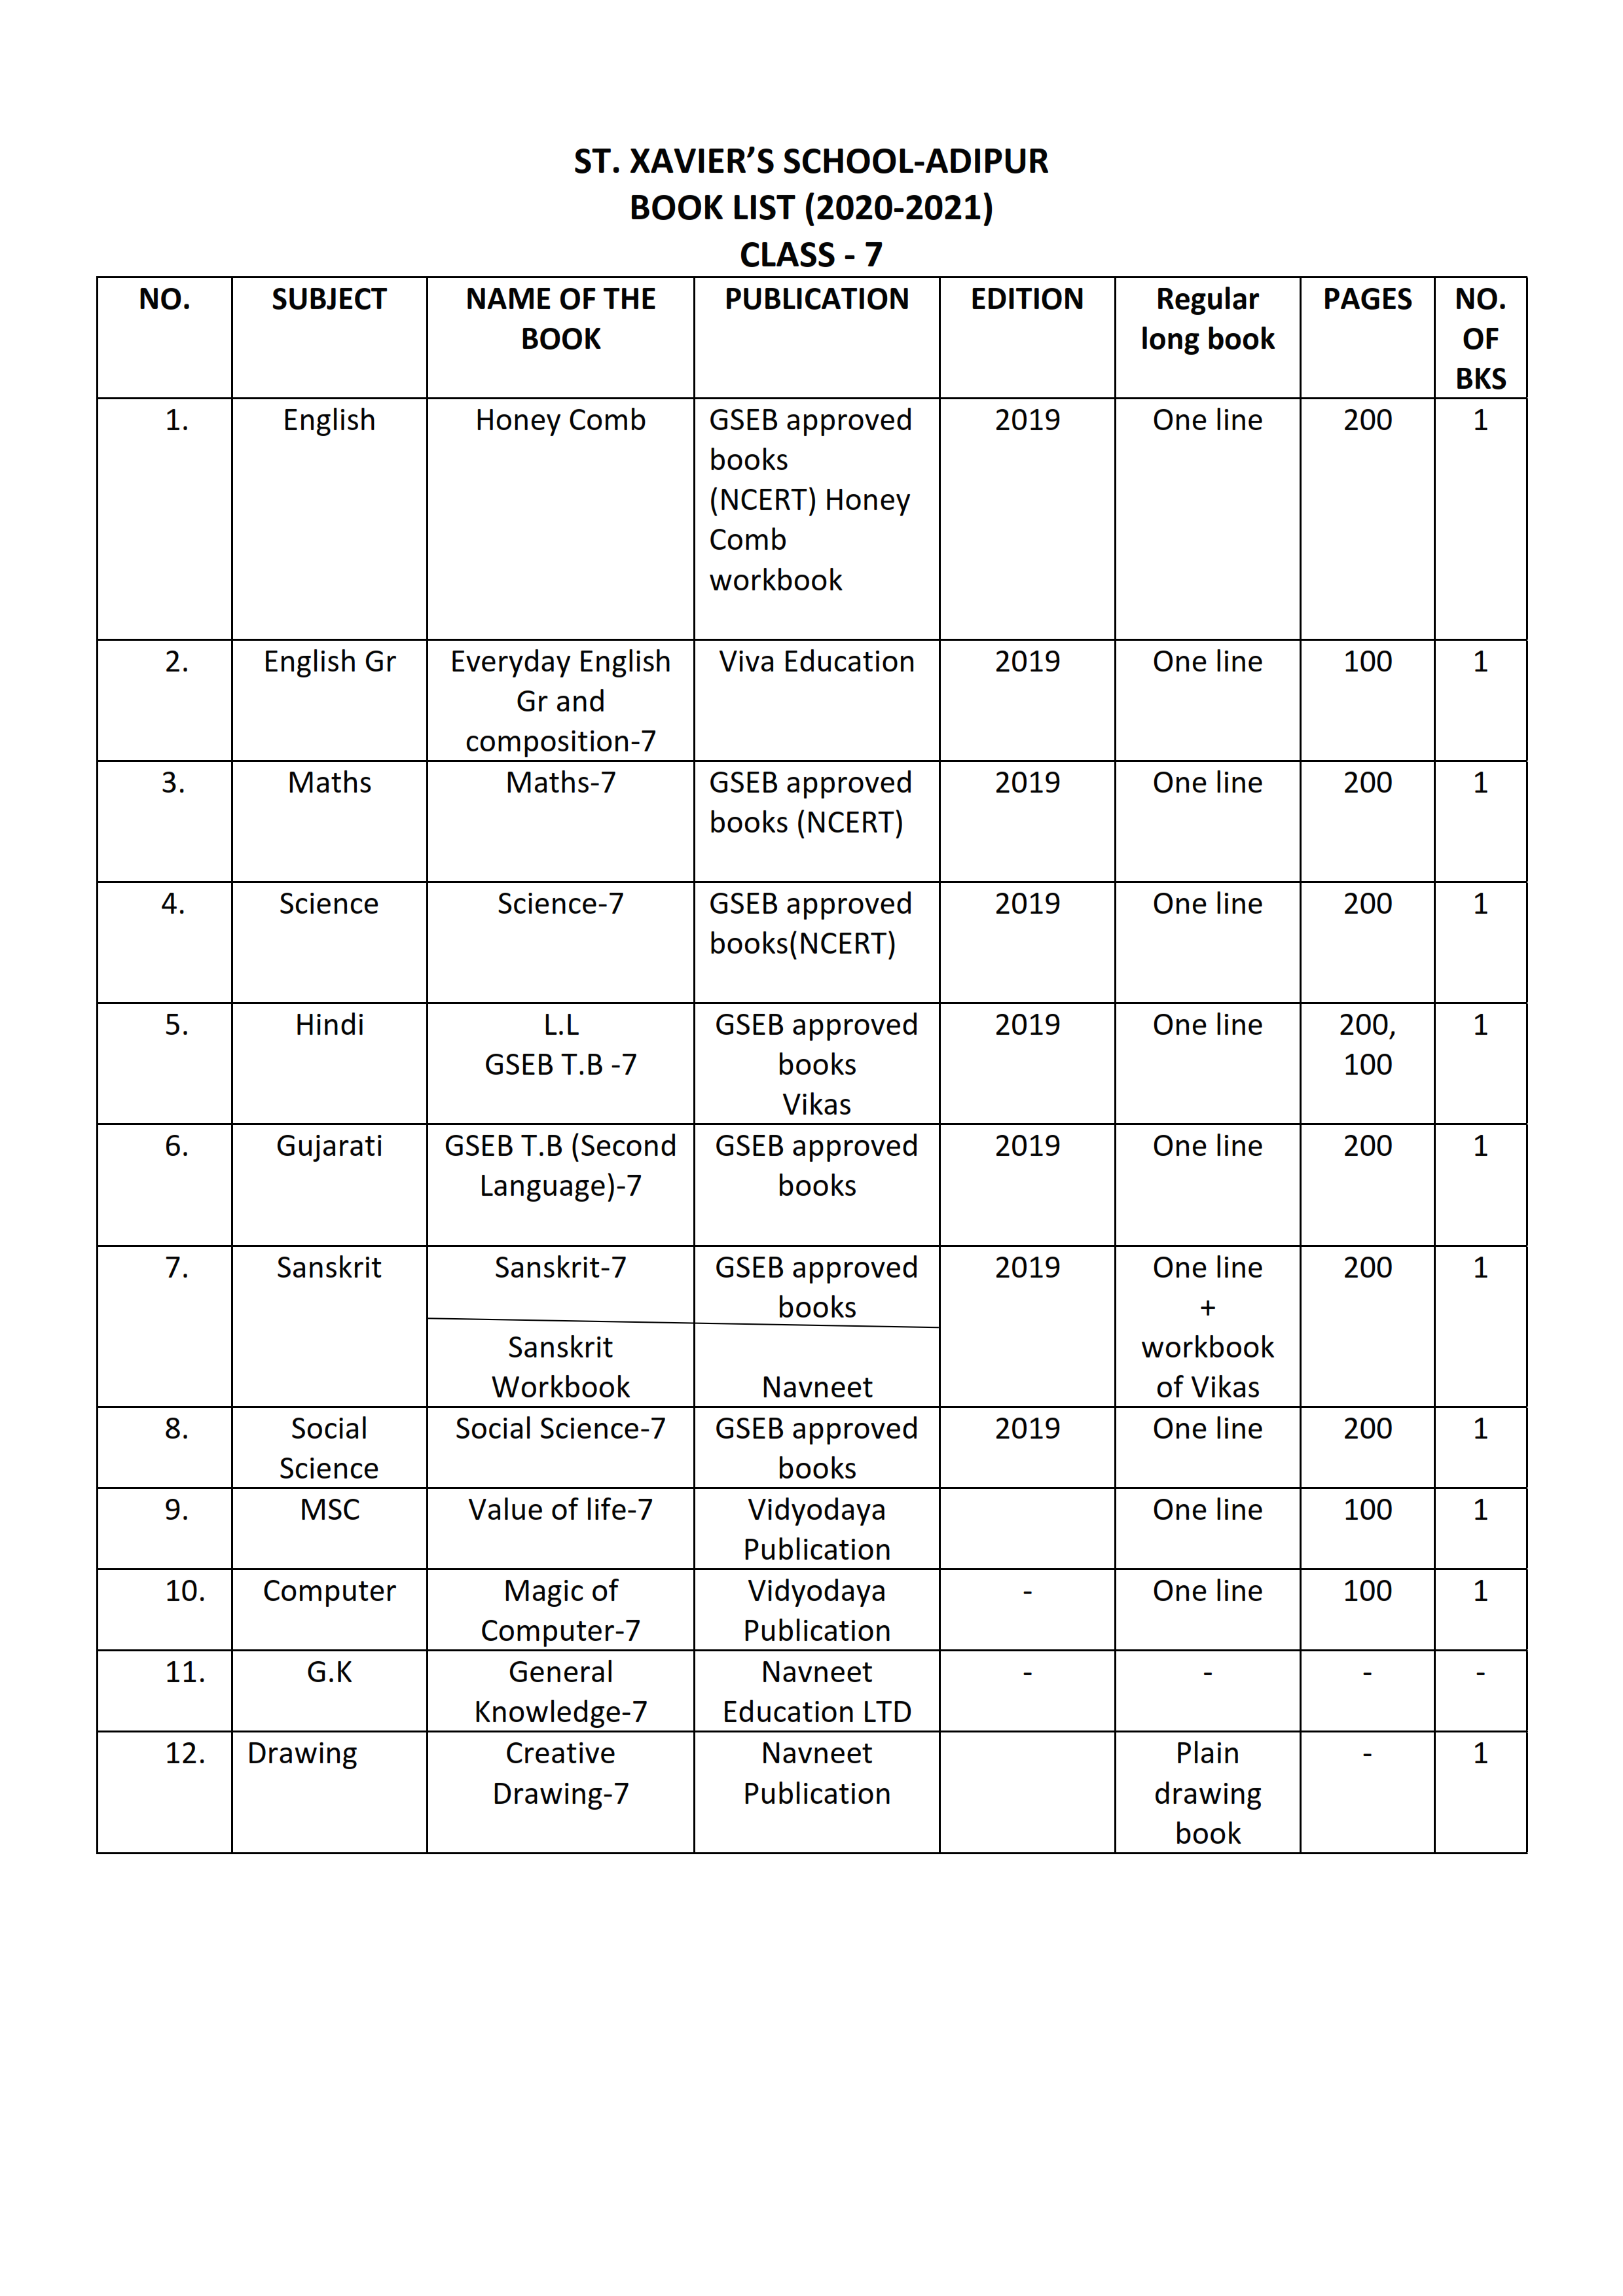 ST. XAVIER’S SCHOOL-ADIPUR
BOOK LIST (2020-2021)
CLASS - 7
NO. SUBJECT NAME OF THE PUBLICATION EDITION Regular PAGES NO.
BOOK long book OF
BKS
1. English Honey Comb GSEB approved 2019 One line 200 1
books
(NCERT) Honey
Comb
workbook
2. English Gr Everyday English Viva Education 2019 One line 100 1
Gr and
composition-7
3. Maths Maths-7 GSEB approved 2019 One line 200 1
books (NCERT)
4. Science Science-7 GSEB approved 2019 One line 200 1
books(NCERT)
5. Hindi L.L GSEB approved 2019 One line 200, 1
GSEB T.B -7 books 100
Vikas
6. Gujarati GSEB T.B (Second GSEB approved 2019 One line 200 1
Language)-7 books
7. Sanskrit Sanskrit-7 GSEB approved 2019 One line 200 1
books +
Sanskrit workbook
Workbook Navneet of Vikas
8. Social Social Science-7 GSEB approved 2019 One line 200 1
Science books
9. MSC Value of life-7 Vidyodaya One line 100 1
Publication
10. Computer Magic of Vidyodaya - One line 100 1
Computer-7 Publication
11. G.K General Navneet - - - -
Knowledge-7 Education LTD
12. Drawing Creative Navneet Plain - 1
Drawing-7 Publication drawing
book